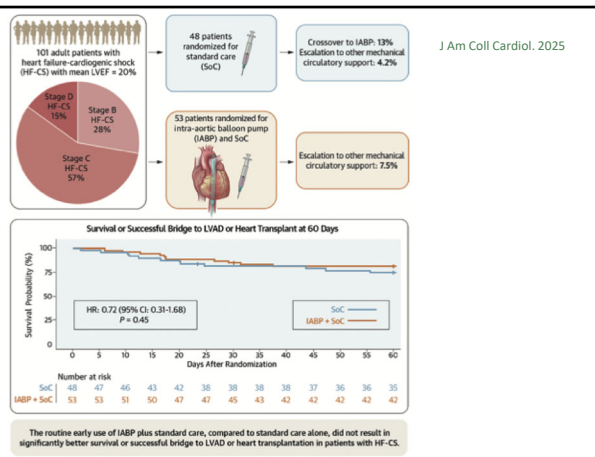 101 adult patients with
heart failure-cardiogenic shock
(HF-CS) with mean LVEF = 20%
Stage D
HF-CS
15%
Stage B
HF-CS
28%
Stage C
HF-CS
57%
48 patients
randomized for
standard care
(SoC)
Crossover to IABP: 13%
Escalation to other mechanical
circulatory support: 4.2%
53 patients randomized for
intra-aortic balloon pump
(IABP) and SoC
Escalation to other mechanical
circulatory support: 7.5%
J Am Coll Cardiol. 2025
Survival or Successful Bridge to LVAD or Heart Transplant at 60 Days
Survival Probability (%)
100
75
50
25
0
HR: 0.72 (95% CI: 0.31-1.68)
P = 0.45
SoC
IABP + SoC
0 5 10 15 20 25 30 35 40 45 50 55 60
Days After Randomization
Number at risk
SoC 48 47 46 43 42 38 38 38 38 37 36 36 35
IABP + SoC 53 53 51 50 47 47 45 43 42 42 42 42 42
The routine early use of IABP plus standard care, compared to standard care alone, did not result in
significantly better survival or successful bridge to LVAD or heart transplantation in patients with HF-CS.